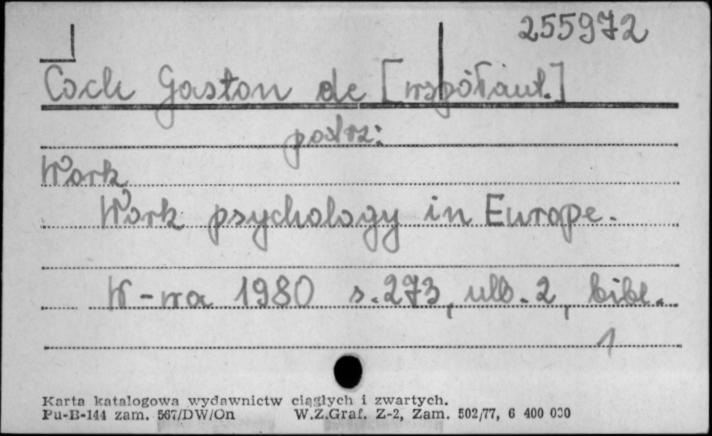 255972
Cock Gaston de [współaut.]
patrz:
Work
Work psychology in Europe.
W-wa 1980 s. 273, ulb. 2, bibl.
1
Karta katalogowa wydawnictw ciągłych i zwartych.
Pu-B-144 zam. 567/DW/On W.Z.Graf. Z-2, Zam. 502/77, 6 400 000